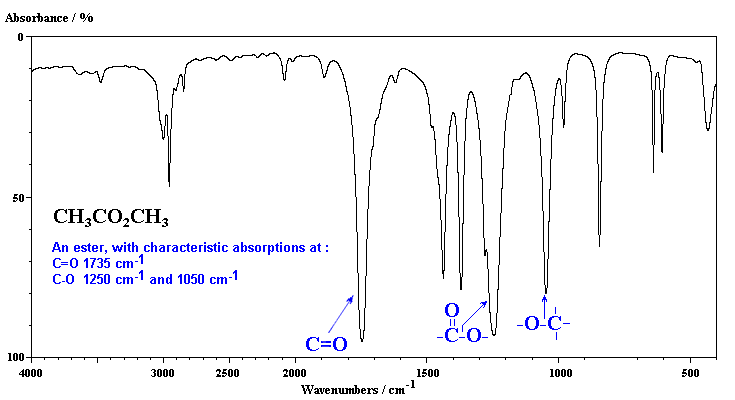 Absorbance / %
0
50
100
CH₃CO₂CH₃
An ester, with characteristic absorptions at :
C=O 1735 cm⁻¹
C-O 1250 cm⁻¹ and 1050 cm⁻¹
C=O
O
-C-O-
-O-C-
4000 3000 2000 1500 1000 500
Wavenumbers / cm⁻¹